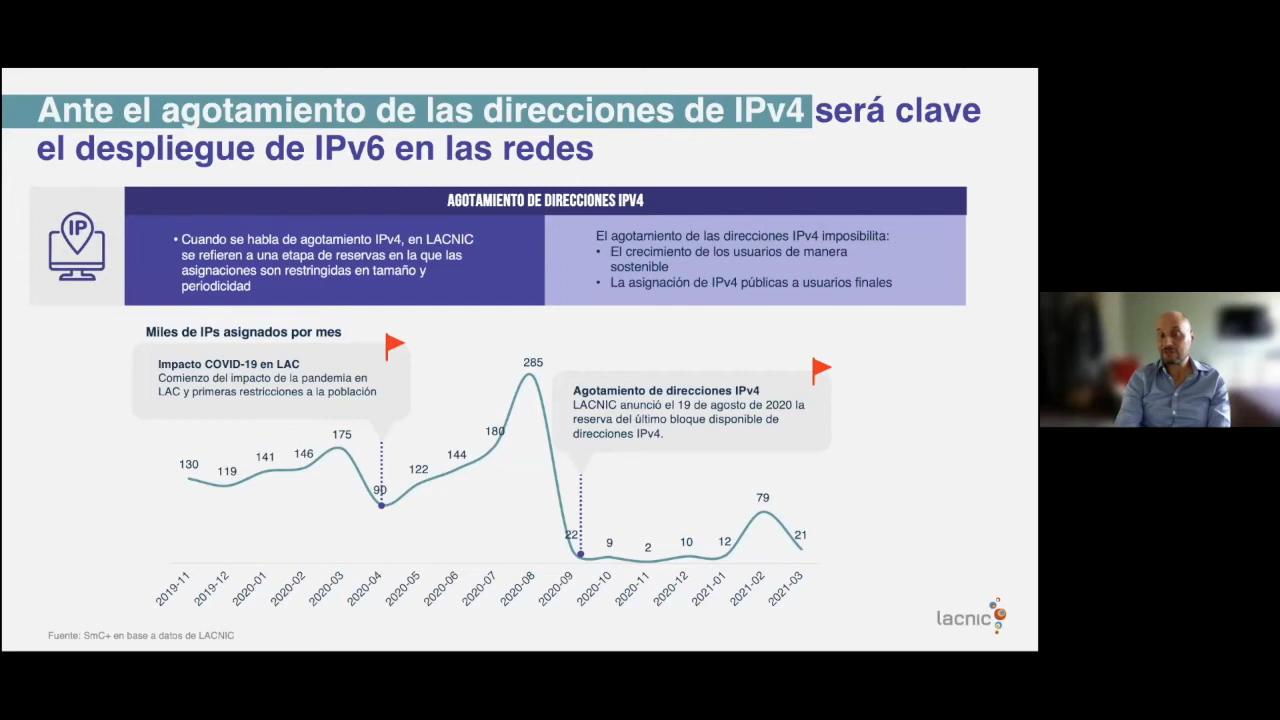 Ante el agotamiento de las direcciones de IPv4 será clave
el despliegue de IPv6 en las redes
IP
AGOTAMIENTO DE DIRECCIONES IPV4
• Cuando se habla de agotamiento IPv4, en LACNIC
se refieren a una etapa de reservas en la que las
asignaciones son restringidas en tamaño y
periodicidad
El agotamiento de las direcciones IPv4 imposibilita:
• El crecimiento de los usuarios de manera
sostenible
• La asignación de IPv4 públicas a usuarios finales
Miles de IPs asignados por mes
Impacto COVID-19 en LAC
Comienzo del impacto de la pandemia en
LAC y primeras restricciones a la población
Agotamiento de direcciones IPv4
LACNIC anunció el 19 de agosto de 2020 la
reserva del último bloque disponible de
direcciones IPv4.
130
119
141
146
175
90
122
144
180
285
22
9
2
10
12
79
21
2019-11
2019-12
2020-01
2020-02
2020-03
2020-04
2020-05
2020-06
2020-07
2020-08
2020-09
2020-10
2020-11
2020-12
2021-01
2021-02
2021-03
lacnic
Fuente: SmC+ en base a datos de LACNIC